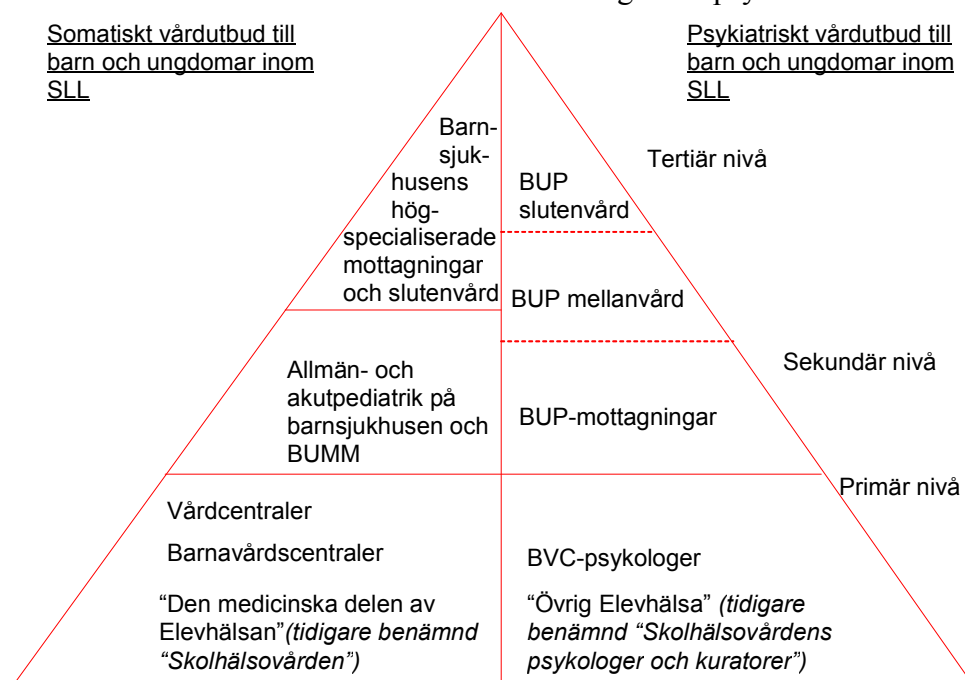 Somatiskt vårdutbud till
barn och ungdomar inom
SLL
Psykiatriskt vårdutbud till
barn och ungdomar inom
SLL
Barn-
sjuk-
husens
hög-
specialiserade
mottagningar
och slutenvård
BUP
slutenvård
Tertiär nivå
BUP mellanvård
Allmän- och
akutpediatrik på
barnsjukhusen och
BUMM
BUP-mottagningar
Sekundär nivå
Primär nivå
Vårdcentraler
Barnavårdscentraler
“Den medicinska delen av
Elevhälsan”(tidigare benämnd
“Skolhälsovården”)
BVC-psykologer
“Övrig Elevhälsa” (tidigare
benämnd “Skolhälsovårdens
psykologer och kuratorer”)